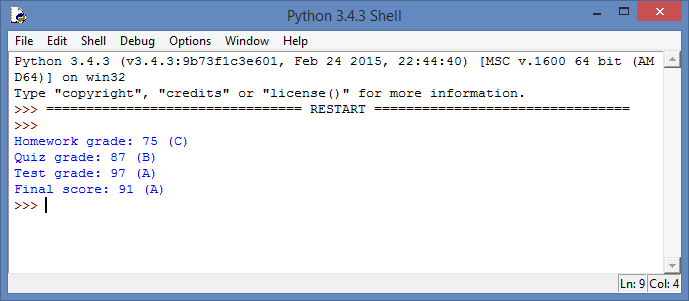 Python 3.4.3 Shell
File Edit Shell Debug Options Window Help
Python 3.4.3 (v3.4.3:9b73f1c3e601, Feb 24 2015, 22:44:40) [MSC v.1600 64 bit (AM
D64)] on win32
Type "copyright", "credits" or "license()" for more information.
>>> ================================ RESTART ================================
>>>
Homework grade: 75 (C)
Quiz grade: 87 (B)
Test grade: 97 (A)
Final score: 91 (A)
>>>
Ln: 9 Col: 4